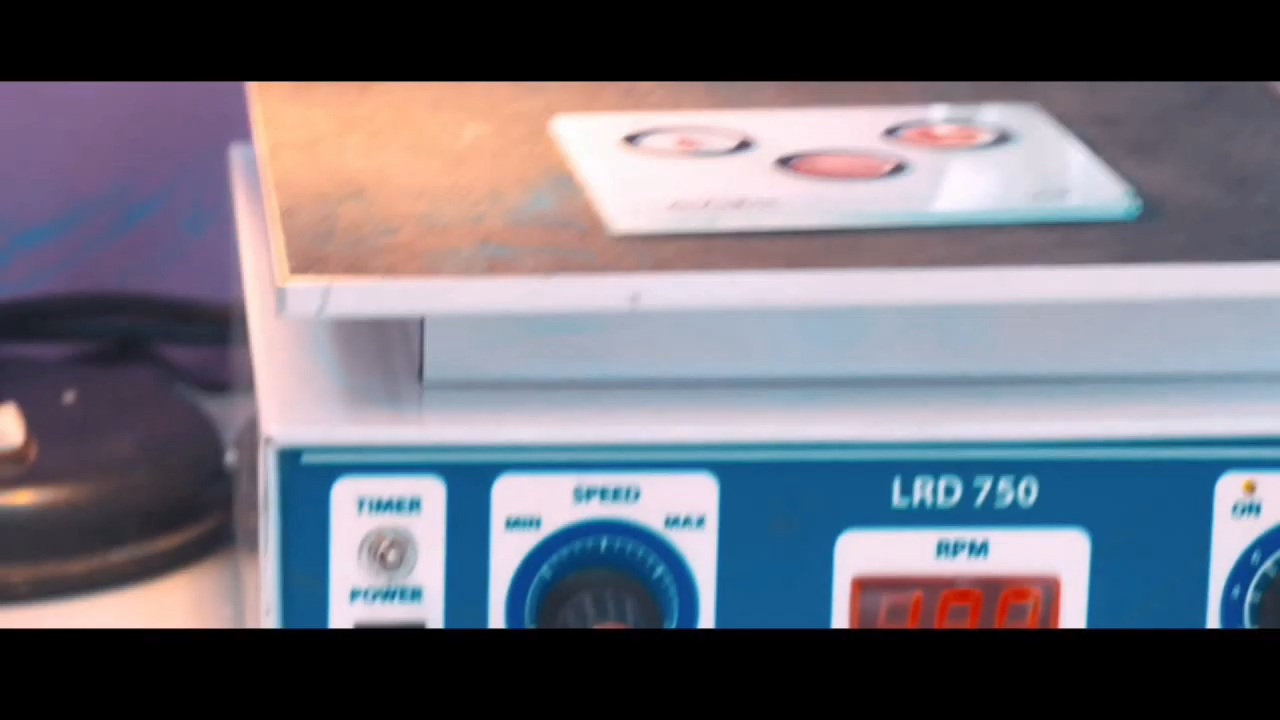 LRD 750
TIMER
SPEED
MIN
MAX
RPM
ON
POWER